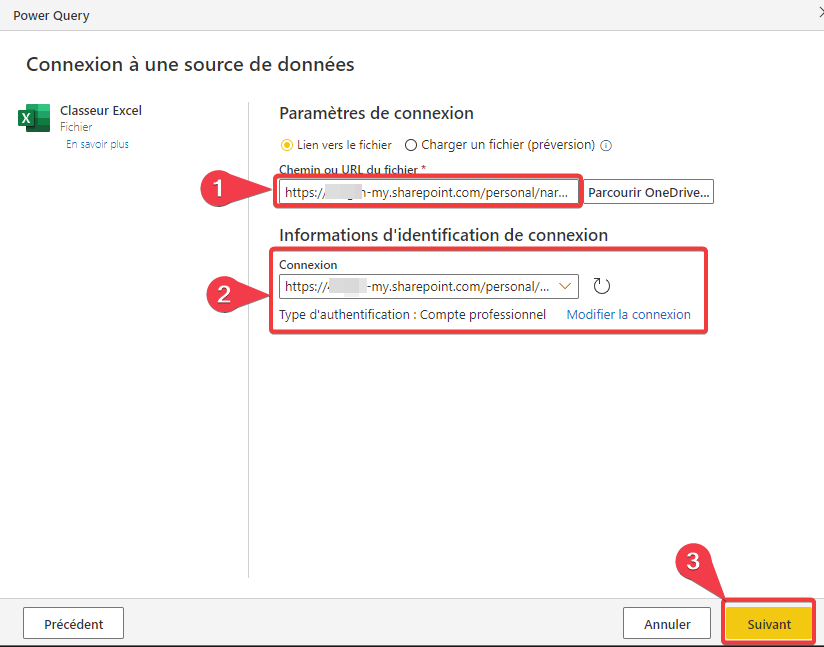 Power Query
Connexion à une source de données
X
Classeur Excel
Fichier
En savoir plus
Paramètres de connexion
Lien vers le fichier
Charger un fichier (préversion)
Chemin ou URL du fichier *
1
https:/ -my.sharepoint.com/personal/nar...
Parcourir OneDrive...
Informations d'identification de connexion
Connexion
2
https:/ -my.sharepoint.com/personal/...
Type d'authentification : Compte professionnel
Modifier la connexion
3
Précédent
Annuler
Suivant